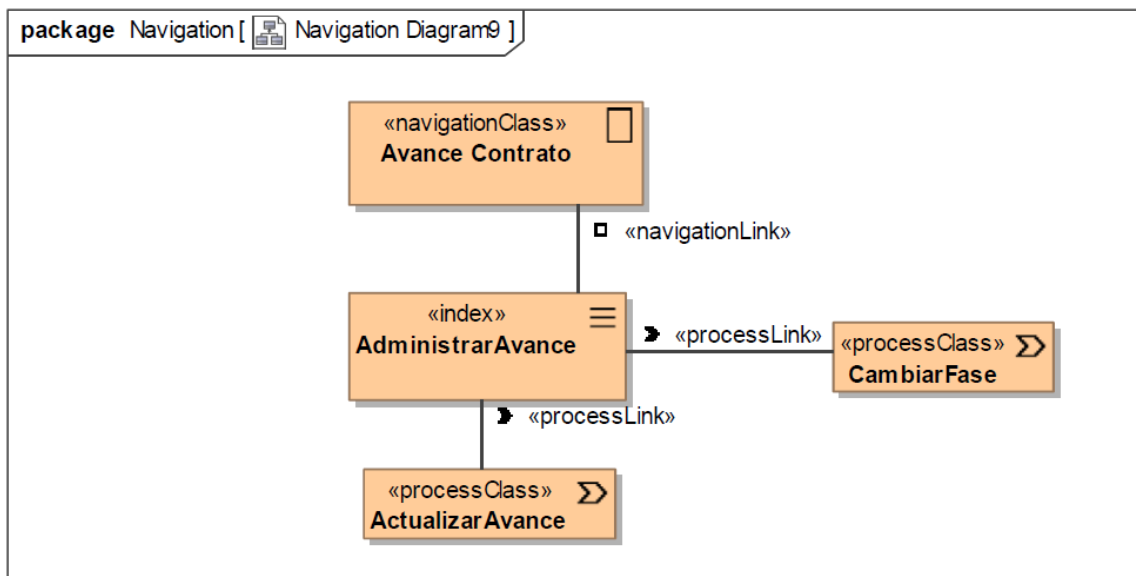 package Navigation [ Navigation Diagram9 ]
«navigationClass»
Avance Contrato
«navigationLink»
«index»
AdministrarAvance
«processLink»
«processClass»
CambiarFase
«processLink»
«processClass»
ActualizarAvance